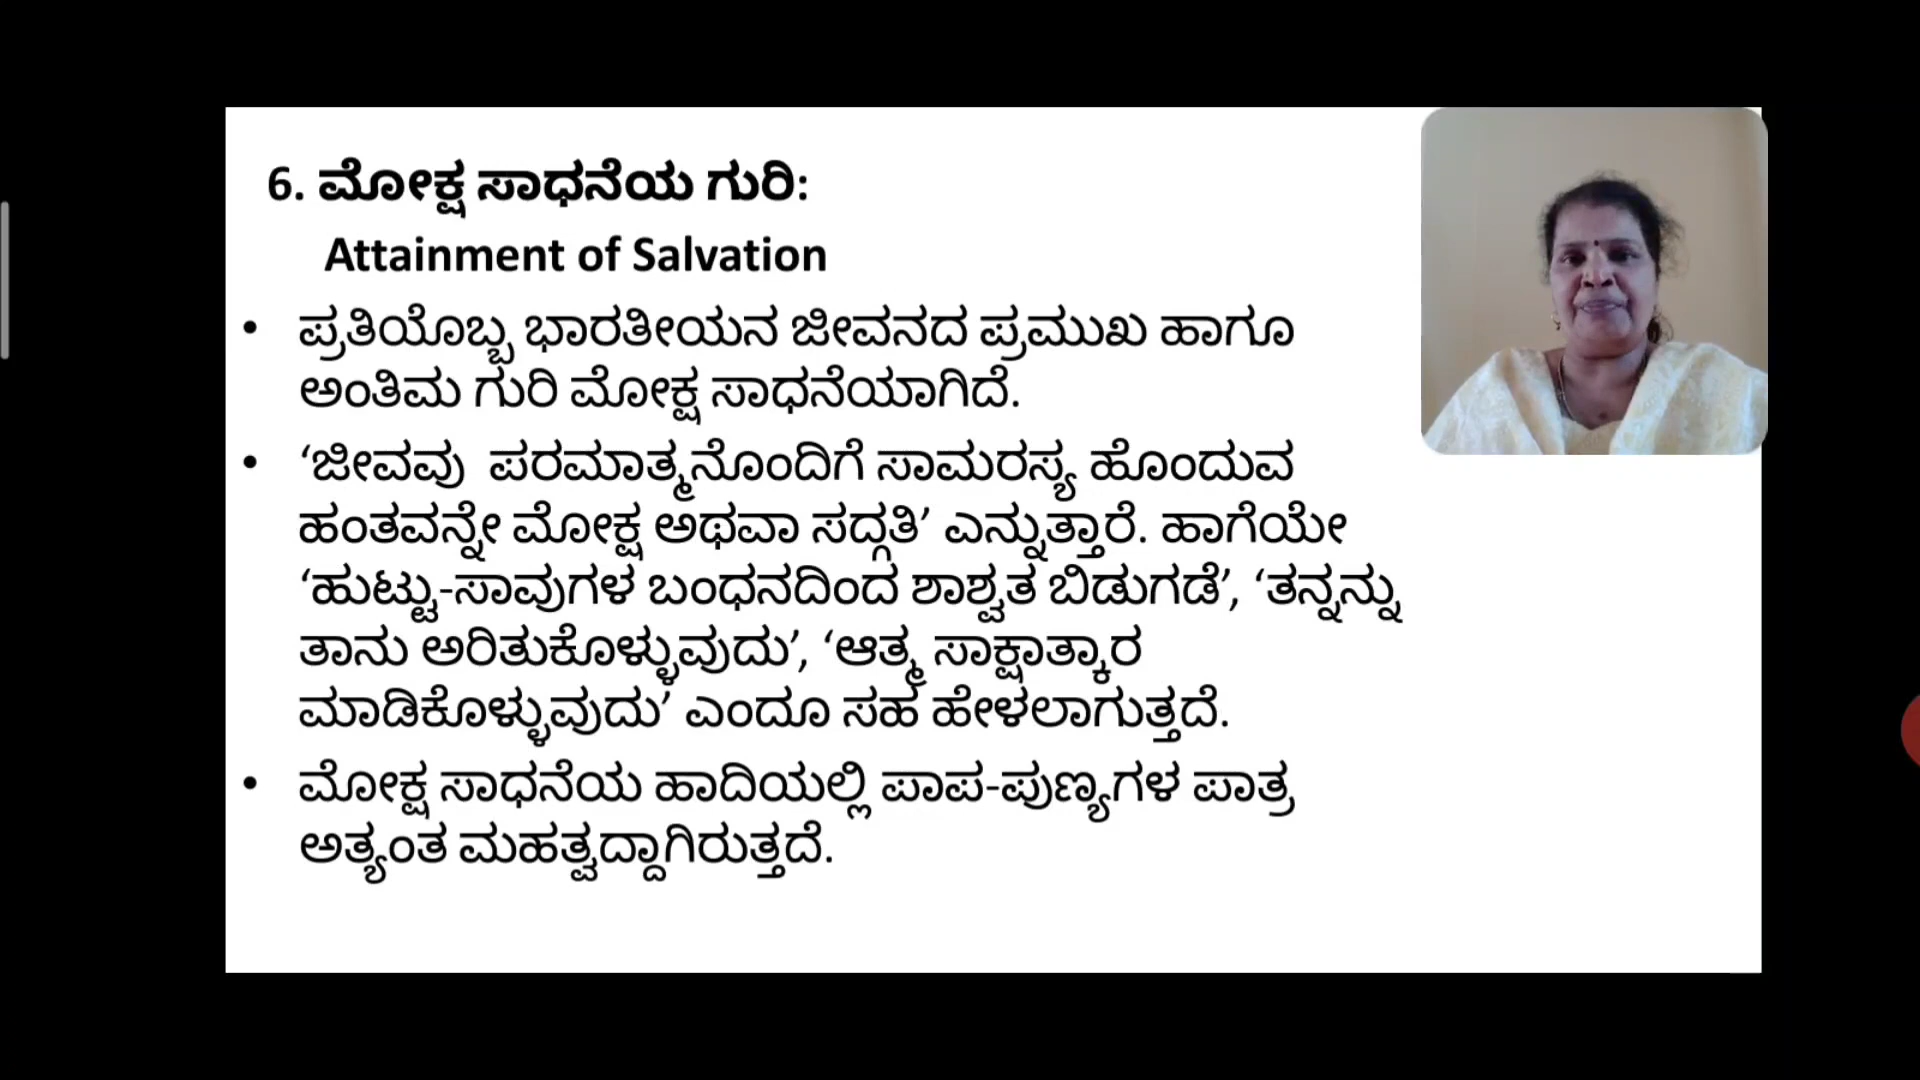 6. ಮೋಕ್ಷ ಸಾಧನೆಯ ಗುರಿ:
Attainment of Salvation
• ಪ್ರತಿಯೊಬ್ಬ ಭಾರತೀಯನ ಜೀವನದ ಪ್ರಮುಖ ಹಾಗೂ
ಅಂತಿಮ ಗುರಿ ಮೋಕ್ಷ ಸಾಧನೆಯಾಗಿದೆ.
• ‘ಜೀವವು ಪರಮಾತ್ಮನೊಂದಿಗೆ ಸಾಮರಸ್ಯ ಹೊಂದುವ
ಹಂತವನ್ನೇ ಮೋಕ್ಷ ಅಥವಾ ಸದ್ಗತಿ’ ಎನ್ನುತ್ತಾರೆ. ಹಾಗೆಯೇ
‘ಹುಟ್ಟು-ಸಾವುಗಳ ಬಂಧನದಿಂದ ಶಾಶ್ವತ ಬಿಡುಗಡೆ’, ‘ತನ್ನನ್ನು
ತಾನು ಅರಿತುಕೊಳ್ಳುವುದು’, ‘ಆತ್ಮ ಸಾಕ್ಷಾತ್ಕಾರ
ಮಾಡಿಕೊಳ್ಳುವುದು’ ಎಂದೂ ಸಹ ಹೇಳಲಾಗುತ್ತದೆ.
• ಮೋಕ್ಷ ಸಾಧನೆಯ ಹಾದಿಯಲ್ಲಿ ಪಾಪ-ಪುಣ್ಯಗಳ ಪಾತ್ರ
ಅತ್ಯಂತ ಮಹತ್ವದ್ದಾಗಿರುತ್ತದೆ.